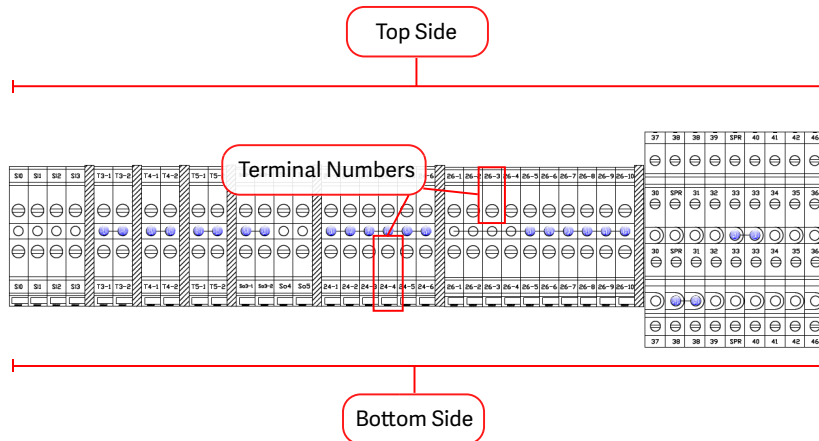 Top Side
37 38 38 39 SPR 40 41 42 46
Terminal Numbers
SI0 SI1 SI2 SI3 T3-1 T3-2 T4-1 T4-2 T5-1 26-1 26-2 26-3 26-4 26-5 26-6 26-7 26-8 26-9 26-10
30 SPR 31 32 33 33 34 35 36
30 SPR 31 32 33 33 34 35 36
SI0 SI1 SI2 SI3 T3-1 T3-2 T4-1 T4-2 T5-1 T5-2 So3-1 So3-2 So4 So5 24-1 24-2 24-3 24-4 24-5 24-6 26-1 26-2 26-3 26-4 26-5 26-6 26-7 26-8 26-9 26-10
37 38 38 39 SPR 40 41 42 46
Bottom Side